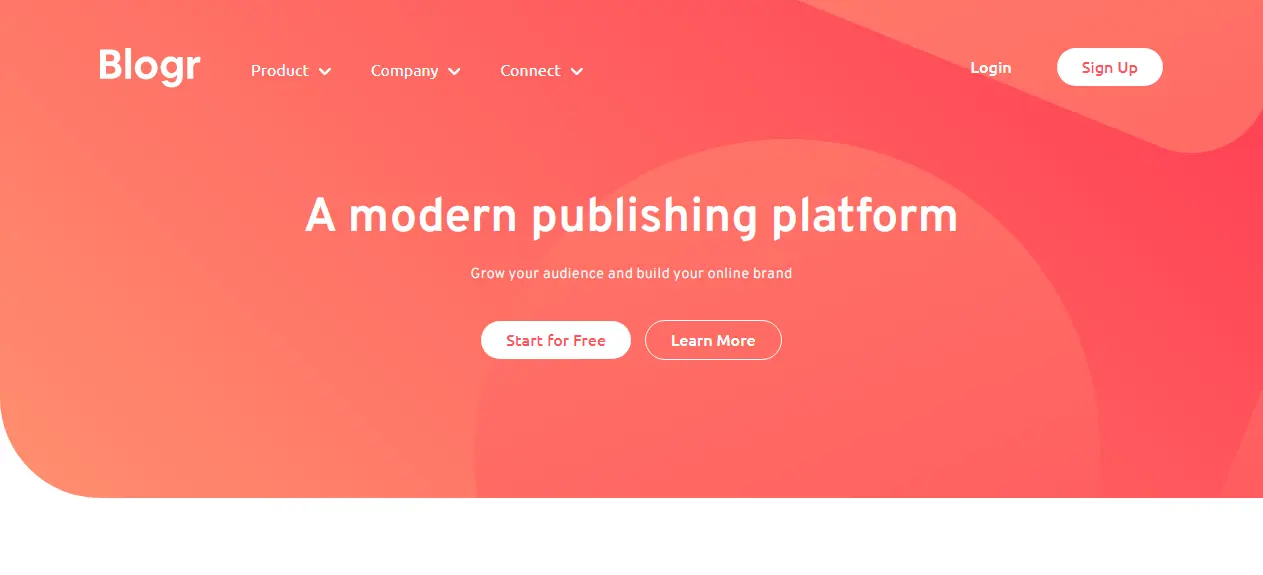 Blogr Product Company Connect Login Sign Up
A modern publishing platform
Grow your audience and build your online brand
Start for Free Learn More